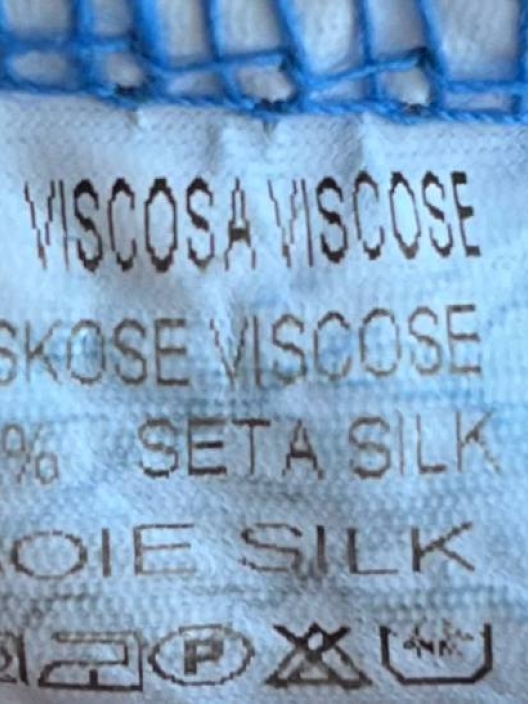 VISCOSA VISCOSE
SKOSE VISCOSE
% SETA SILK
OIE SILK
P